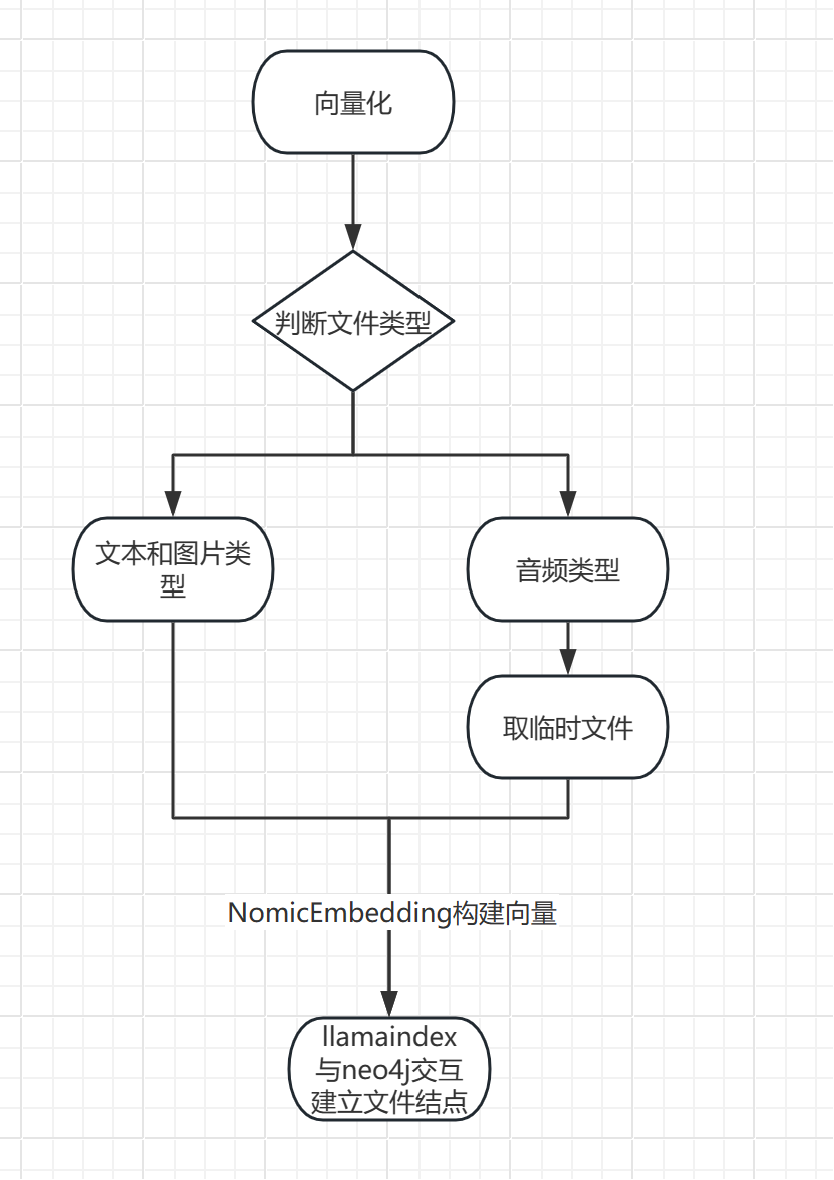 向量化
判断文件类型
文本和图片类
型
音频类型
取临时文件
NomicEmbedding构建向量
llamaindex
与neo4j交互
建立文件结点